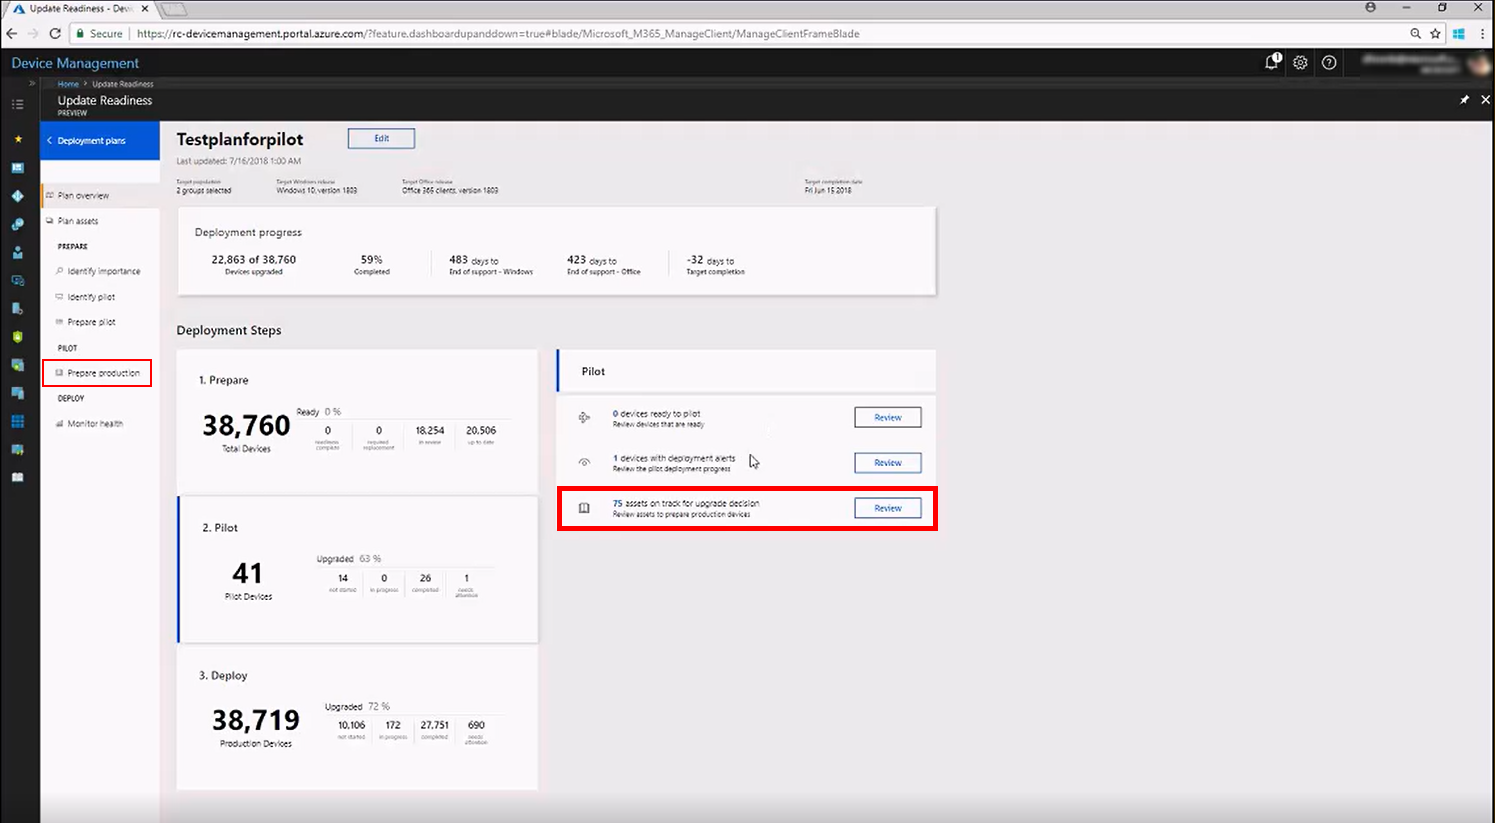 Update Readiness - Devi
Secure
https://rc-devicemanagement.portal.azure.com/?feature.dashboardupanddown=true#blade/Microsoft_M365_ManageClient/ManageClientFrameBlade
Device Management
1
Home > Update Readiness
Update Readiness
PREVIEW
Deployment plans
Plan overview
Plan assets
PREPARE
Identify importance
Identify pilot
Prepare pilot
PILOT
Prepare production
DEPLOY
Monitor health
Testplanforpilot
Edit
Last updated: 7/16/2018 1:00 AM
Target population
2 groups selected
Target Windows release
Windows 10, version 1803
Target Office release
Office 365 clients, version 1803
Target completion date
Fri Jun 15 2018
Deployment progress
22,863 of 38,760
Devices upgraded
59%
Completed
483 days to
End of support - Windows
423 days to
End of support - Office
-32 days to
Target completion
Deployment Steps
1. Prepare
38,760
Total Devices
Ready 0 %
0
readiness complete
0
required replacement
18,254
in review
20,506
up to date
2. Pilot
41
Pilot Devices
Upgraded 63 %
14
not started
0
in progress
26
completed
1
needs attention
3. Deploy
38,719
Production Devices
Upgraded 72 %
10,106
not started
172
in progress
27,751
completed
690
needs attention
Pilot
0 devices ready to pilot
Review devices that are ready
Review
1 devices with deployment alerts
Review the pilot deployment progress
Review
75 assets on track for upgrade decision
Review assets to prepare production devices
Review